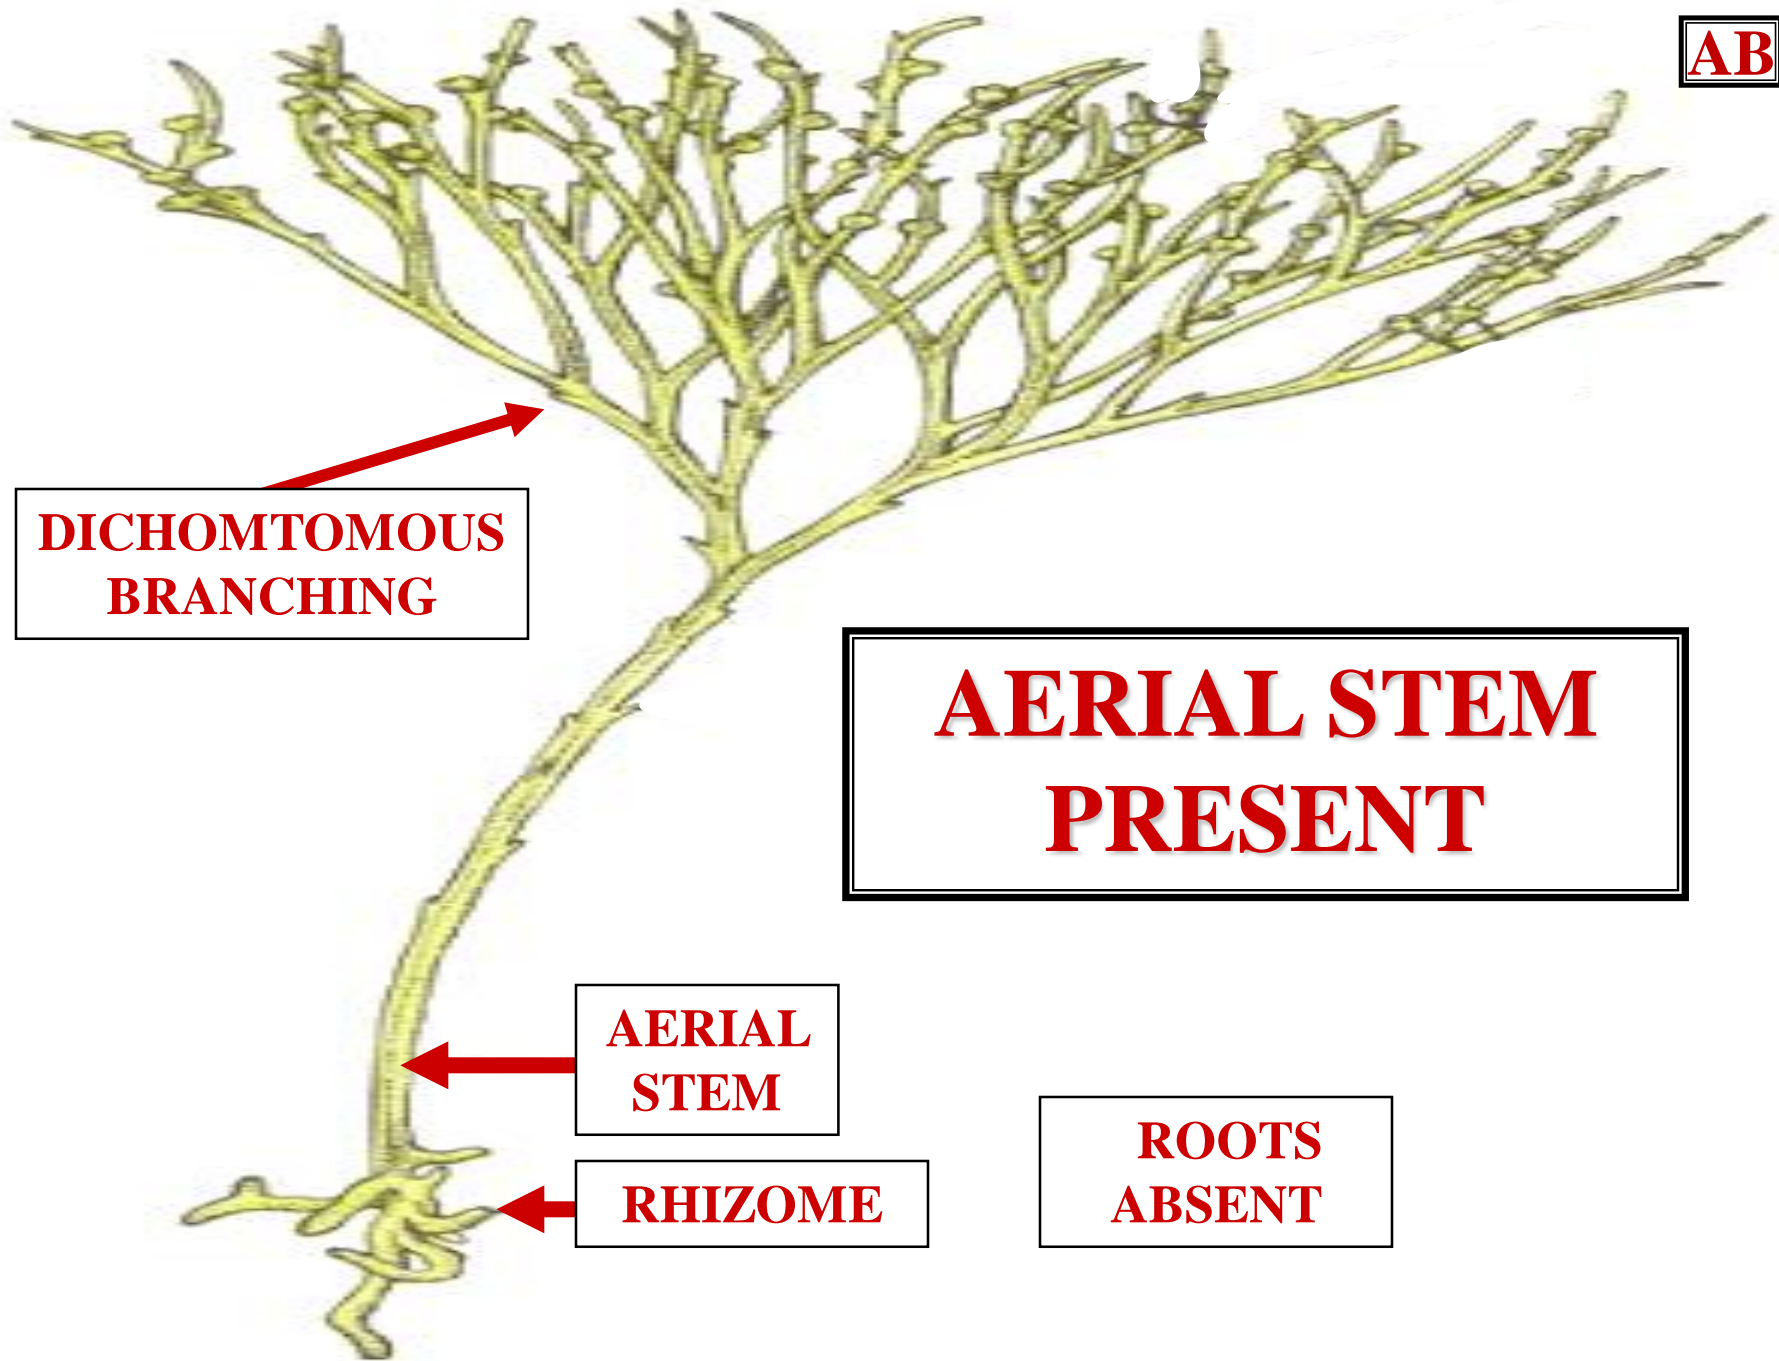 AB
DICHOMTOMOUS
BRANCHING
AERIAL STEM
PRESENT
AERIAL
STEM
RHIZOME
ROOTS
ABSENT